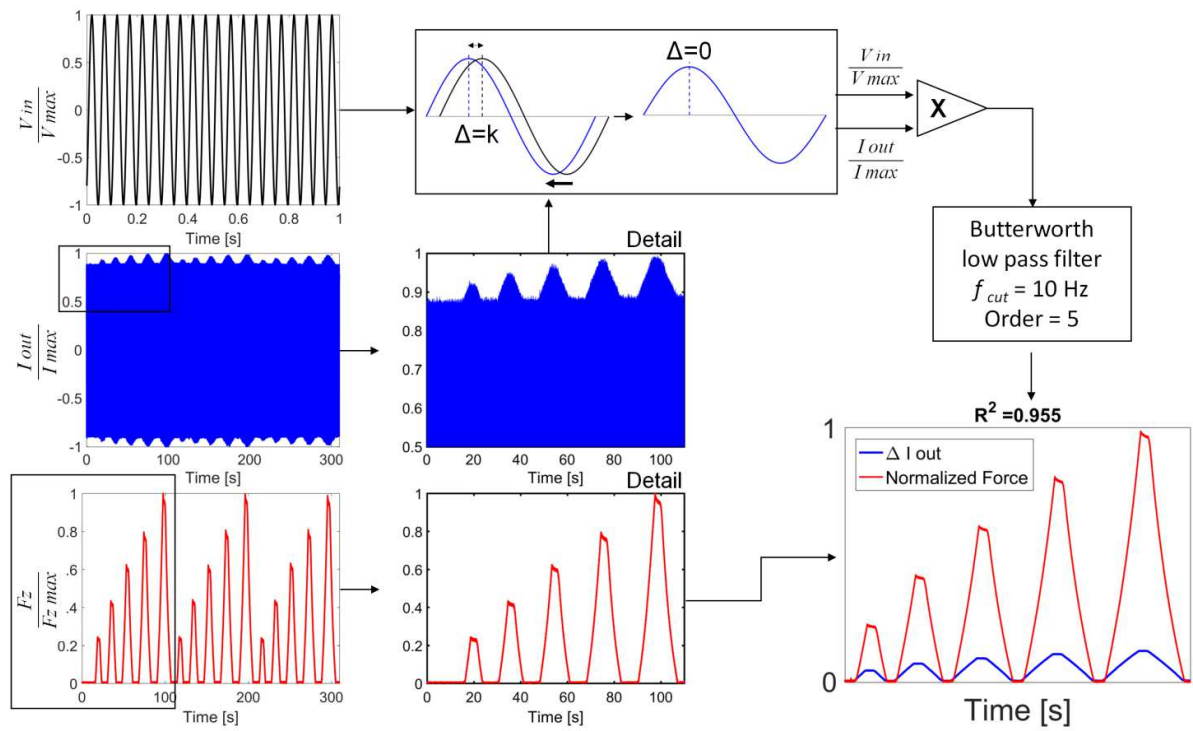 V in
V max
1
0.5
0
-0.5
-1
0
0.2
0.4
0.6
0.8
1
Time [s]
Δ=k
Δ=0
V in
V max
I out
I max
X
Butterworth
low pass filter
f cut = 10 Hz
Order = 5
I out
I max
1
0.5
0
-0.5
-1
0
100
200
300
Time [s]
Detail
1
0.9
0.8
0.7
0.6
0.5
0
20
40
60
80
100
Time [s]
Fz
Fz max
1
0.8
.6
0.4
0.2
0
0
100
200
300
Time [s]
Detail
1
0.8
0.6
0.4
0.2
0
0
20
40
60
80
100
Time [s]
R² =0.955
1
0
Δ I out
Normalized Force
Time [s]